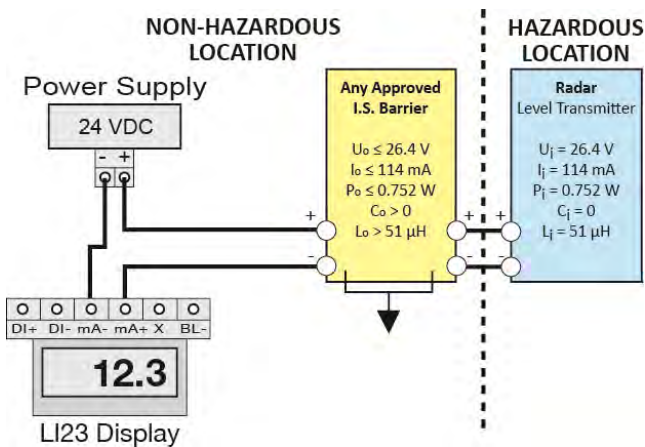 NON-HAZARDOUS
LOCATION
HAZARDOUS
LOCATION
Power Supply
24 VDC
- +
Any Approved
I.S. Barrier
Uo ≤ 26.4 V
Io ≤ 114 mA
Po ≤ 0.752 W
Co > 0
Lo > 51 µH
+
-
+
-
Radar
Level Transmitter
Ui = 26.4 V
Ii = 114 mA
Pi = 0.752 W
Ci = 0
Li = 51 µH
+
-
DI+ DI- mA- mA+ X BL-
12.3
LI23 Display